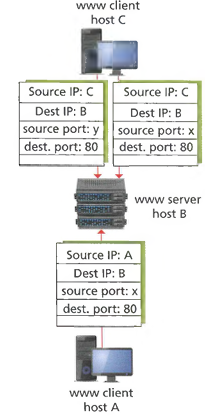 www client
host C
Source IP: C
Dest IP: B
source port: y
dest. port: 80
Source IP: C
Dest IP: B
source port: x
dest. port: 80
www server
host B
Source IP: A
Dest IP: B
source port: x
dest. port: 80
www client
host A